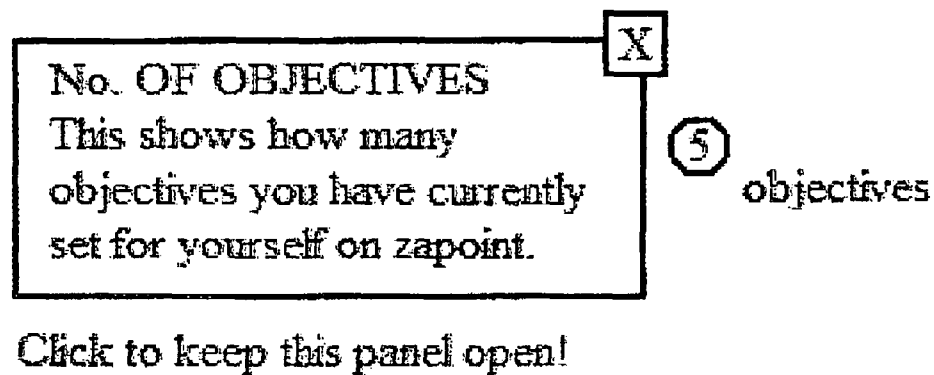 X
No. OF OBJECTIVES
This shows how many
objectives you have currently
set for yourself on zapoint.
5
objectives
Click to keep this panel open!